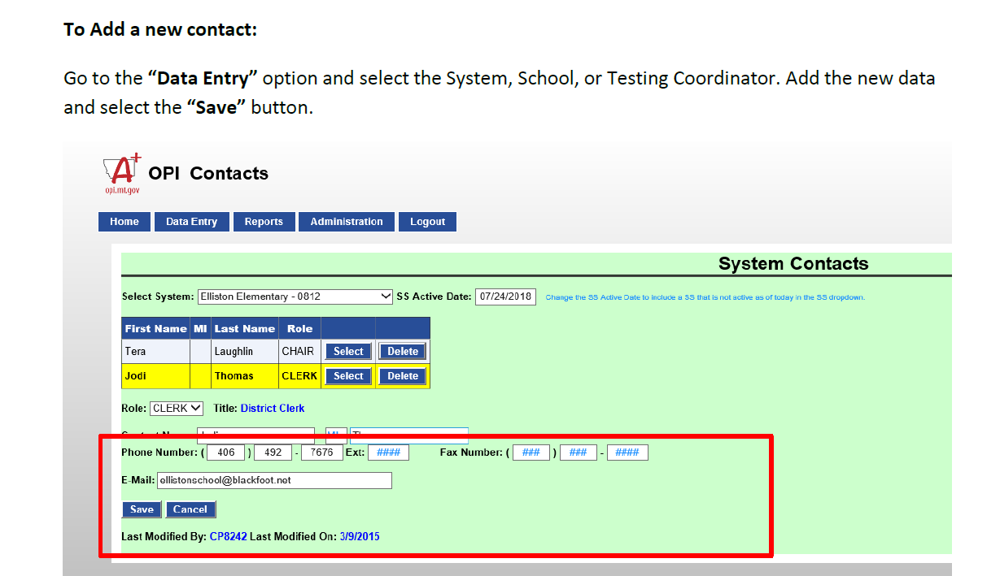 To Add a new contact:
Go to the “Data Entry” option and select the System, School, or Testing Coordinator. Add the new data
and select the “Save” button.
A+
opi.mt.gov
OPI Contacts
Home Data Entry Reports Administration Logout
System Contacts
Select System: Elliston Elementary - 0812 SS Active Date: 07/24/2018 Change the SS Active Date to include a SS that is not active as of today in the SS dropdown.
First Name MI Last Name Role
Tera Laughlin CHAIR Select Delete
Jodi Thomas CLERK Select Delete
Role: CLERK Title: District Clerk
Phone Number: ( 406 ) 492 - 7676 Ext: #### Fax Number: ( ### ) ### - ####
E-Mail: ellistonschool@blackfoot.net
Save Cancel
Last Modified By: CP8242 Last Modified On: 3/9/2015